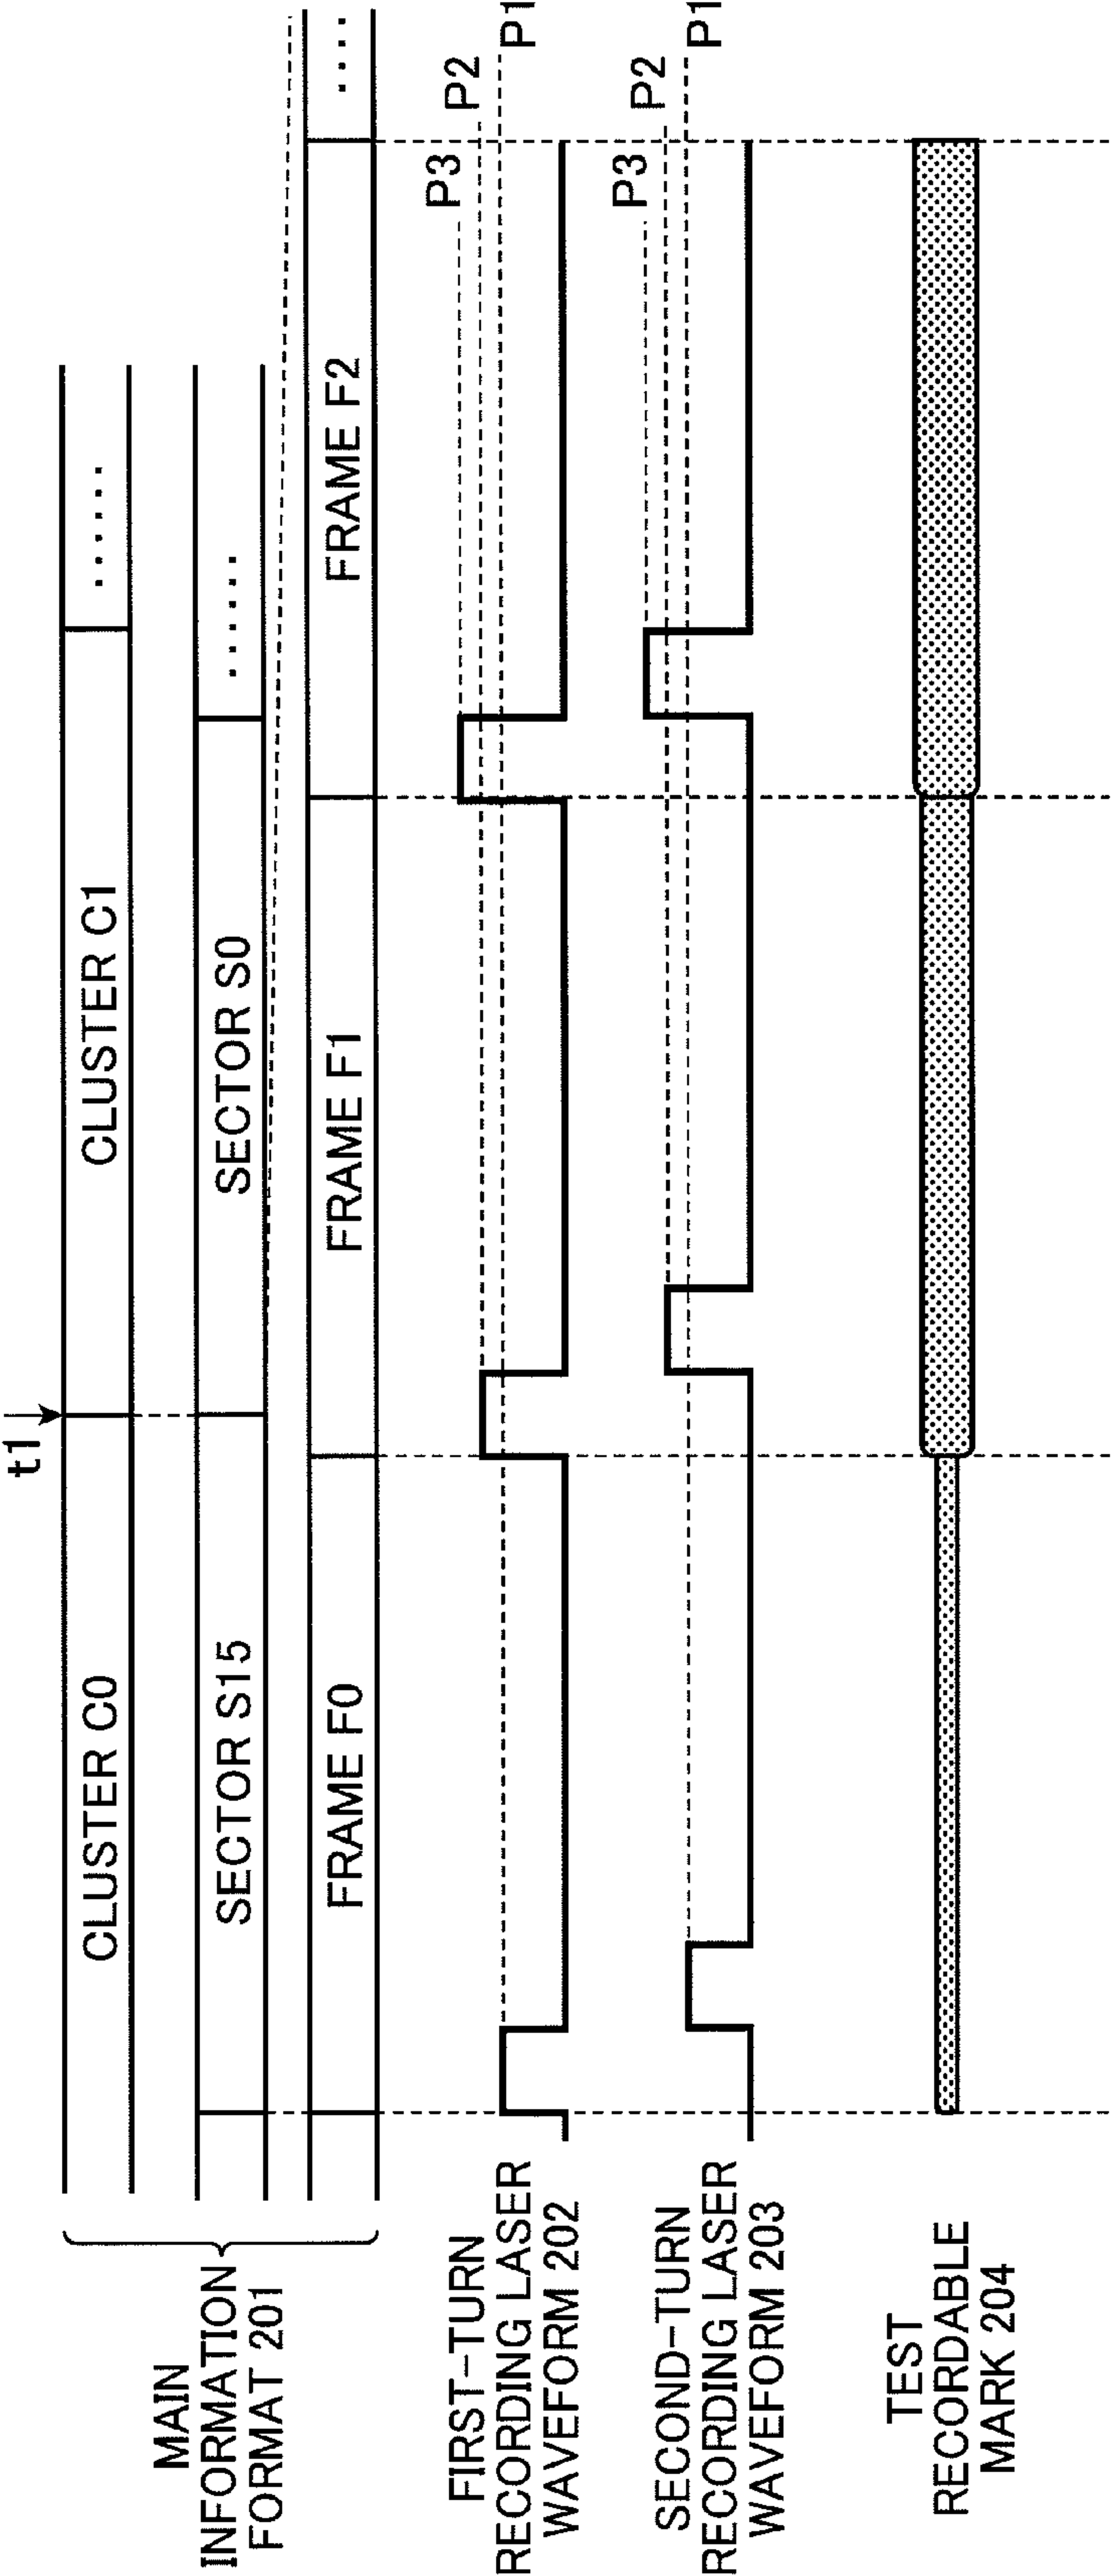 t1
MAIN
INFORMATION
FORMAT 201
CLUSTER C0
CLUSTER C1
......
SECTOR S15
SECTOR S0
......
FRAME F0
FRAME F1
FRAME F2
....
FIRST-TURN
RECORDING LASER
WAVEFORM 202
P3
P2
P1
SECOND-TURN
RECORDING LASER
WAVEFORM 203
P3
P2
P1
TEST
RECORDABLE
MARK 204